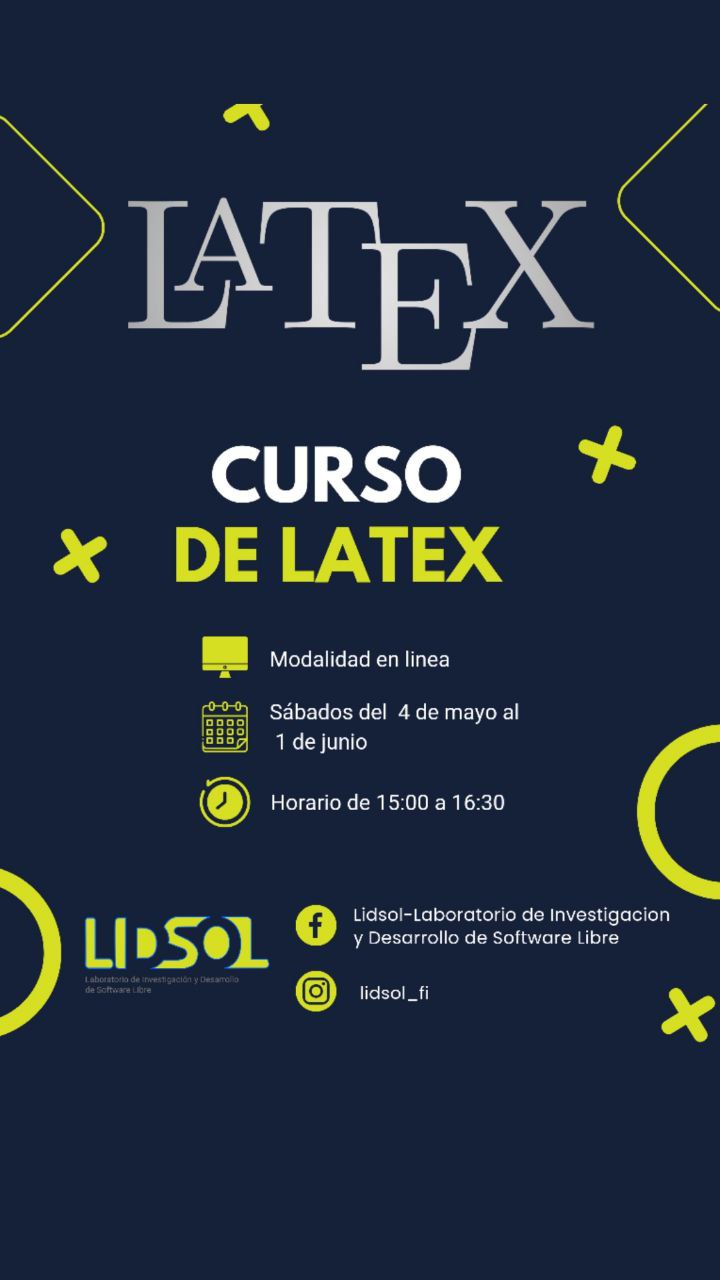 LATEX
CURSO
DE LATEX
Modalidad en linea
Sábados del 4 de mayo al
1 de junio
Horario de 15:00 a 16:30
LIDSOL
Laboratorio de Investigación y Desarrollo
de Software Libre
Lidsol-Laboratorio de Investigacion
y Desarrollo de Software Libre
lidsol_fi